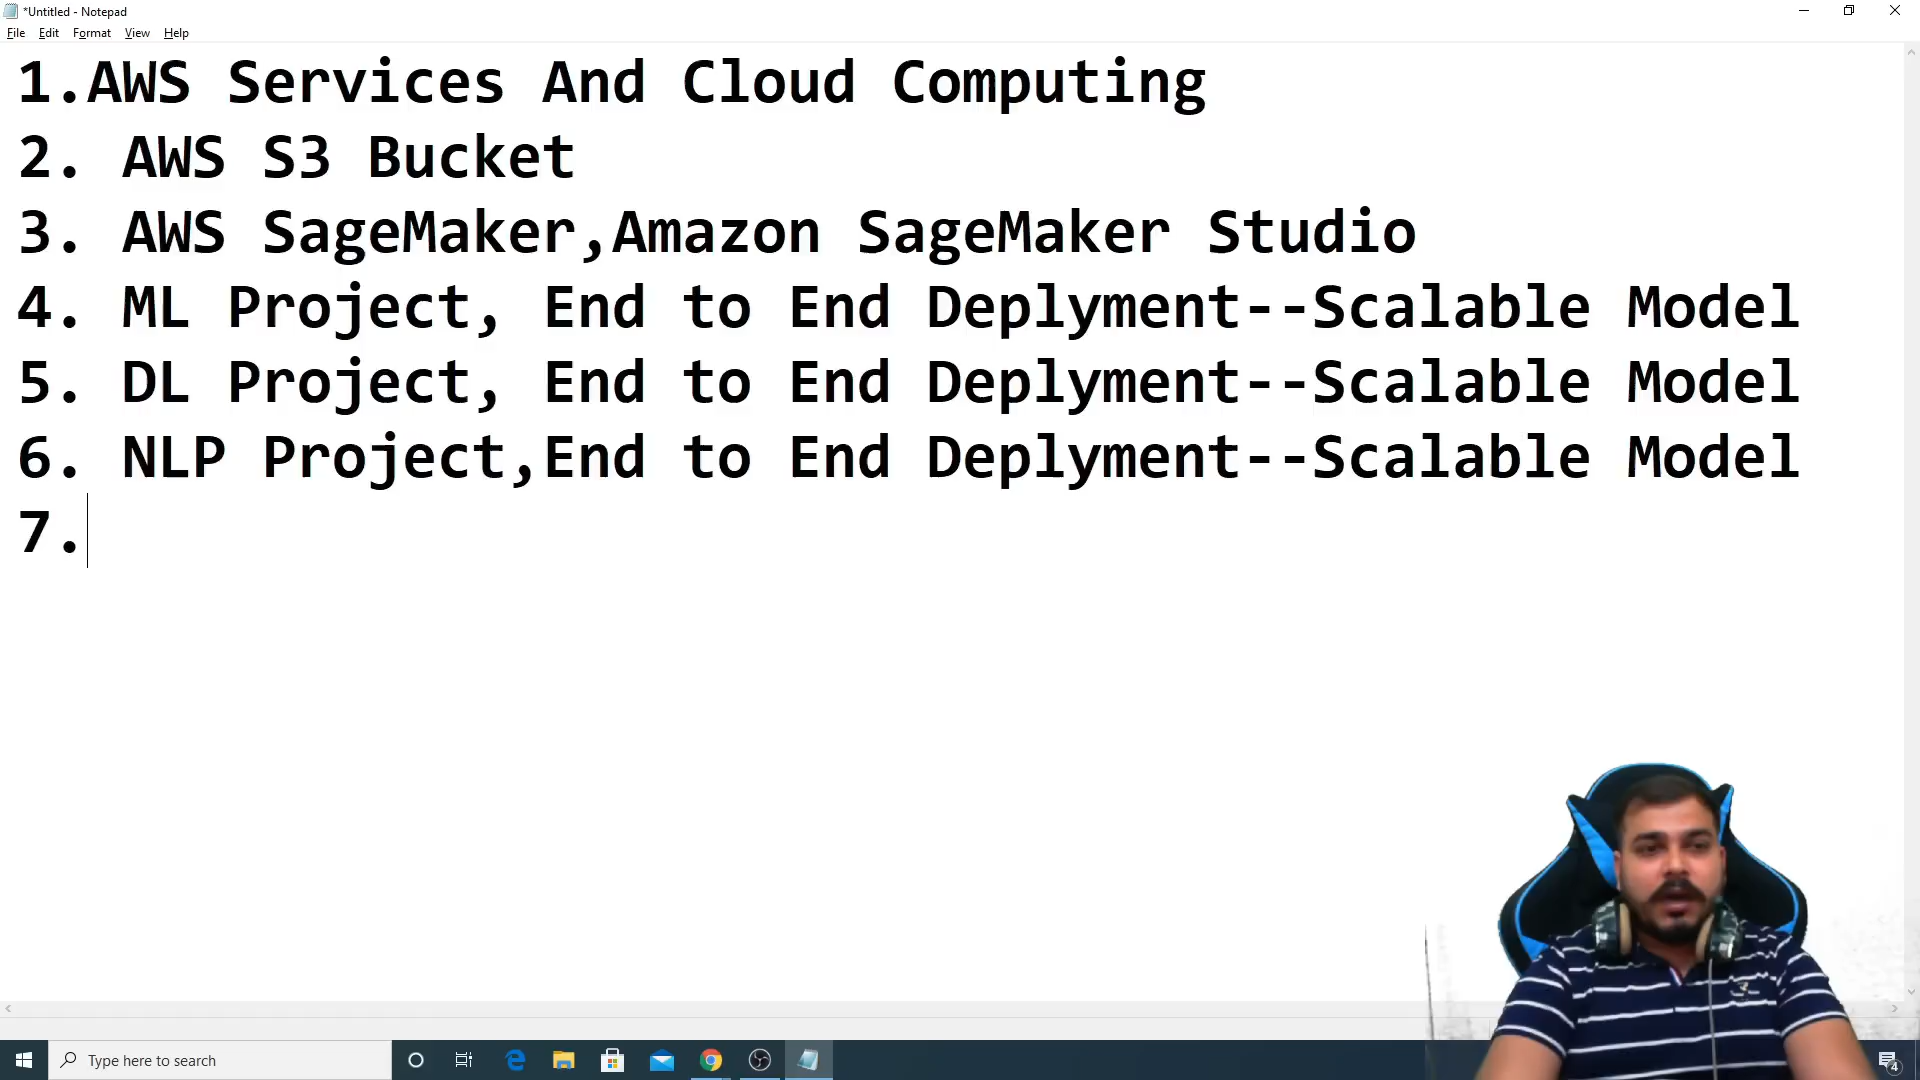 *Untitled - Notepad
File Edit Format View Help
1.AWS Services And Cloud Computing
2. AWS S3 Bucket
3. AWS SageMaker,Amazon SageMaker Studio
4. ML Project, End to End Deplyment--Scalable Model
5. DL Project, End to End Deplyment--Scalable Model
6. NLP Project,End to End Deplyment--Scalable Model
7.
Type here to search
4